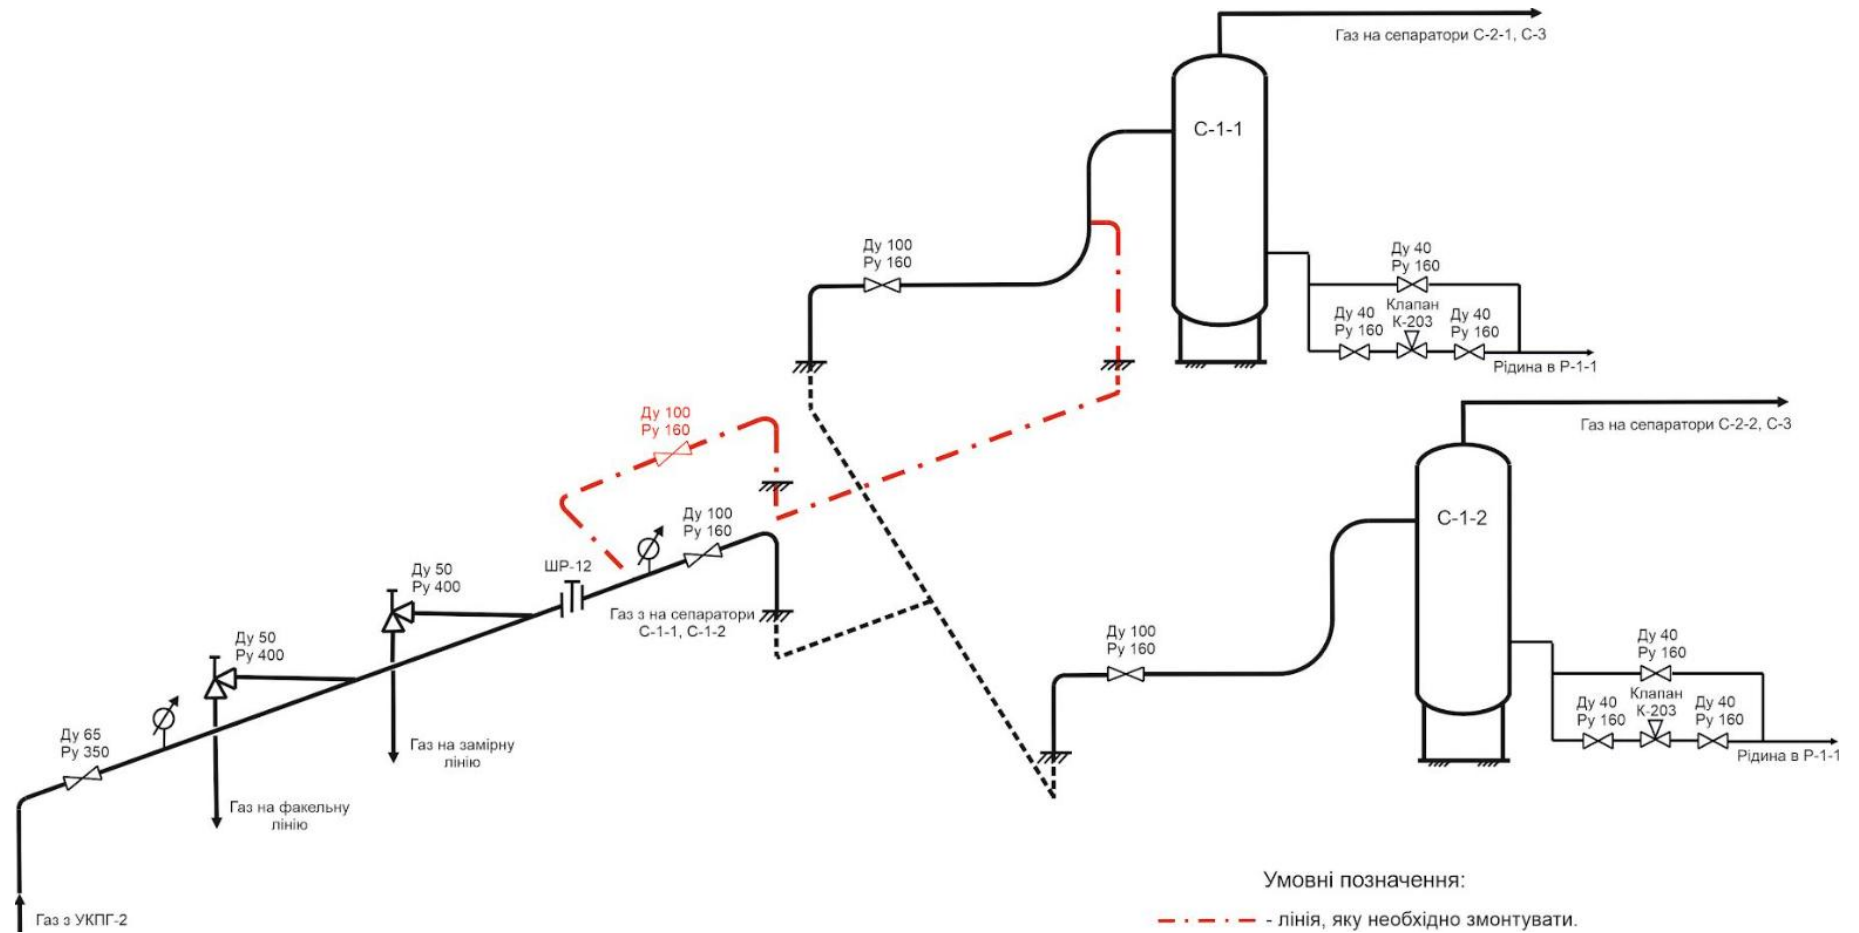 Газ на сепаратори С-2-1, С-3
С-1-1
Ду 100
Ру 160
Ду 40
Ру 160
Клапан
К-203
Ду 40
Ру 160
Ду 40
Ру 160
Рідина в Р-1-1
Ду 100
Ру 160
Газ на сепаратори С-2-2, С-3
С-1-2
Ду 100
Ру 160
ШР-12
Ду 50
Ру 400
Газ з на сепаратори
С-1-1, С-1-2
Ду 50
Ру 400
Ду 100
Ру 160
Ду 40
Ру 160
Клапан
К-203
Ду 40
Ру 160
Ду 40
Ру 160
Рідина в Р-1-1
Ду 65
Ру 350
Газ на замірну
лінію
Газ на факельну
лінію
Газ з УКПГ-2
Умовні позначення:
- лінія, яку необхідно змонтувати.